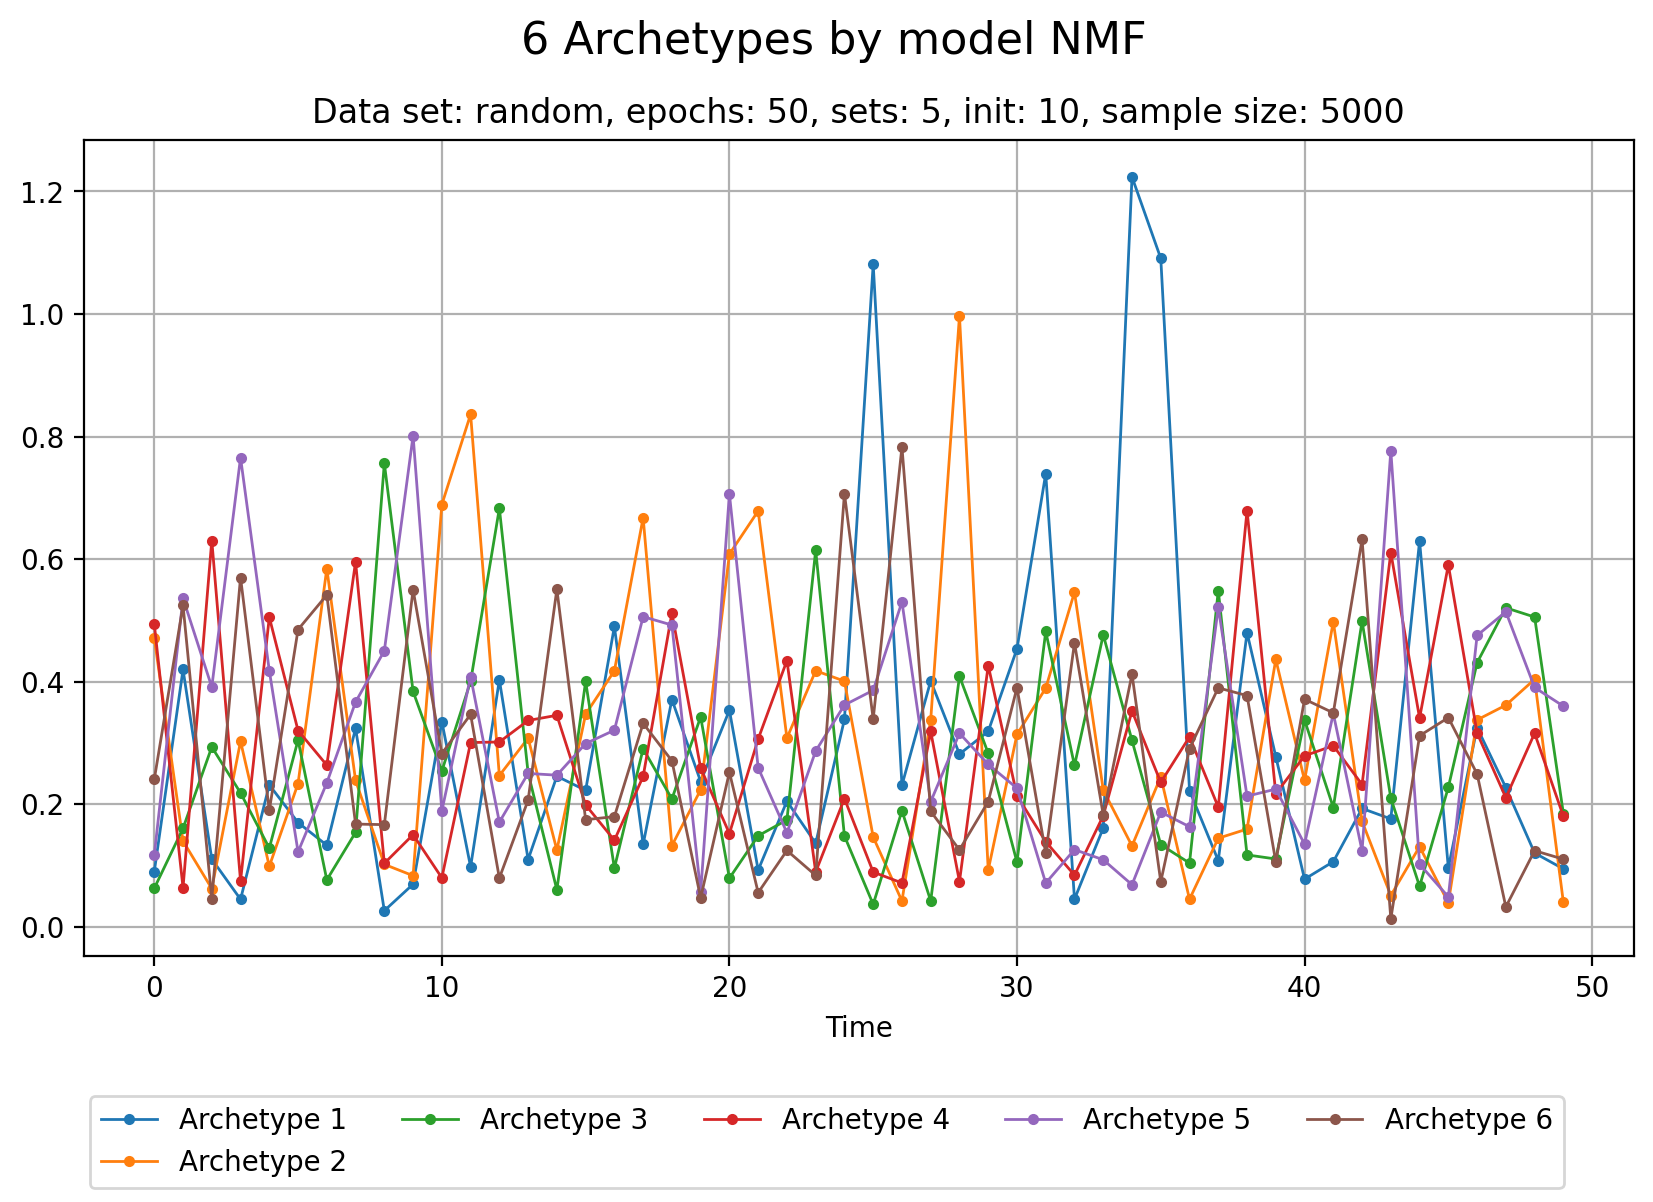 6 Archetypes by model NMF
Data set: random, epochs: 50, sets: 5, init: 10, sample size: 5000
1.2
1.0
0.8
0.6
0.4
0.2
0.0
0 10 20 30 40 50
Time
Archetype 1 Archetype 3 Archetype 4 Archetype 5 Archetype 6
Archetype 2